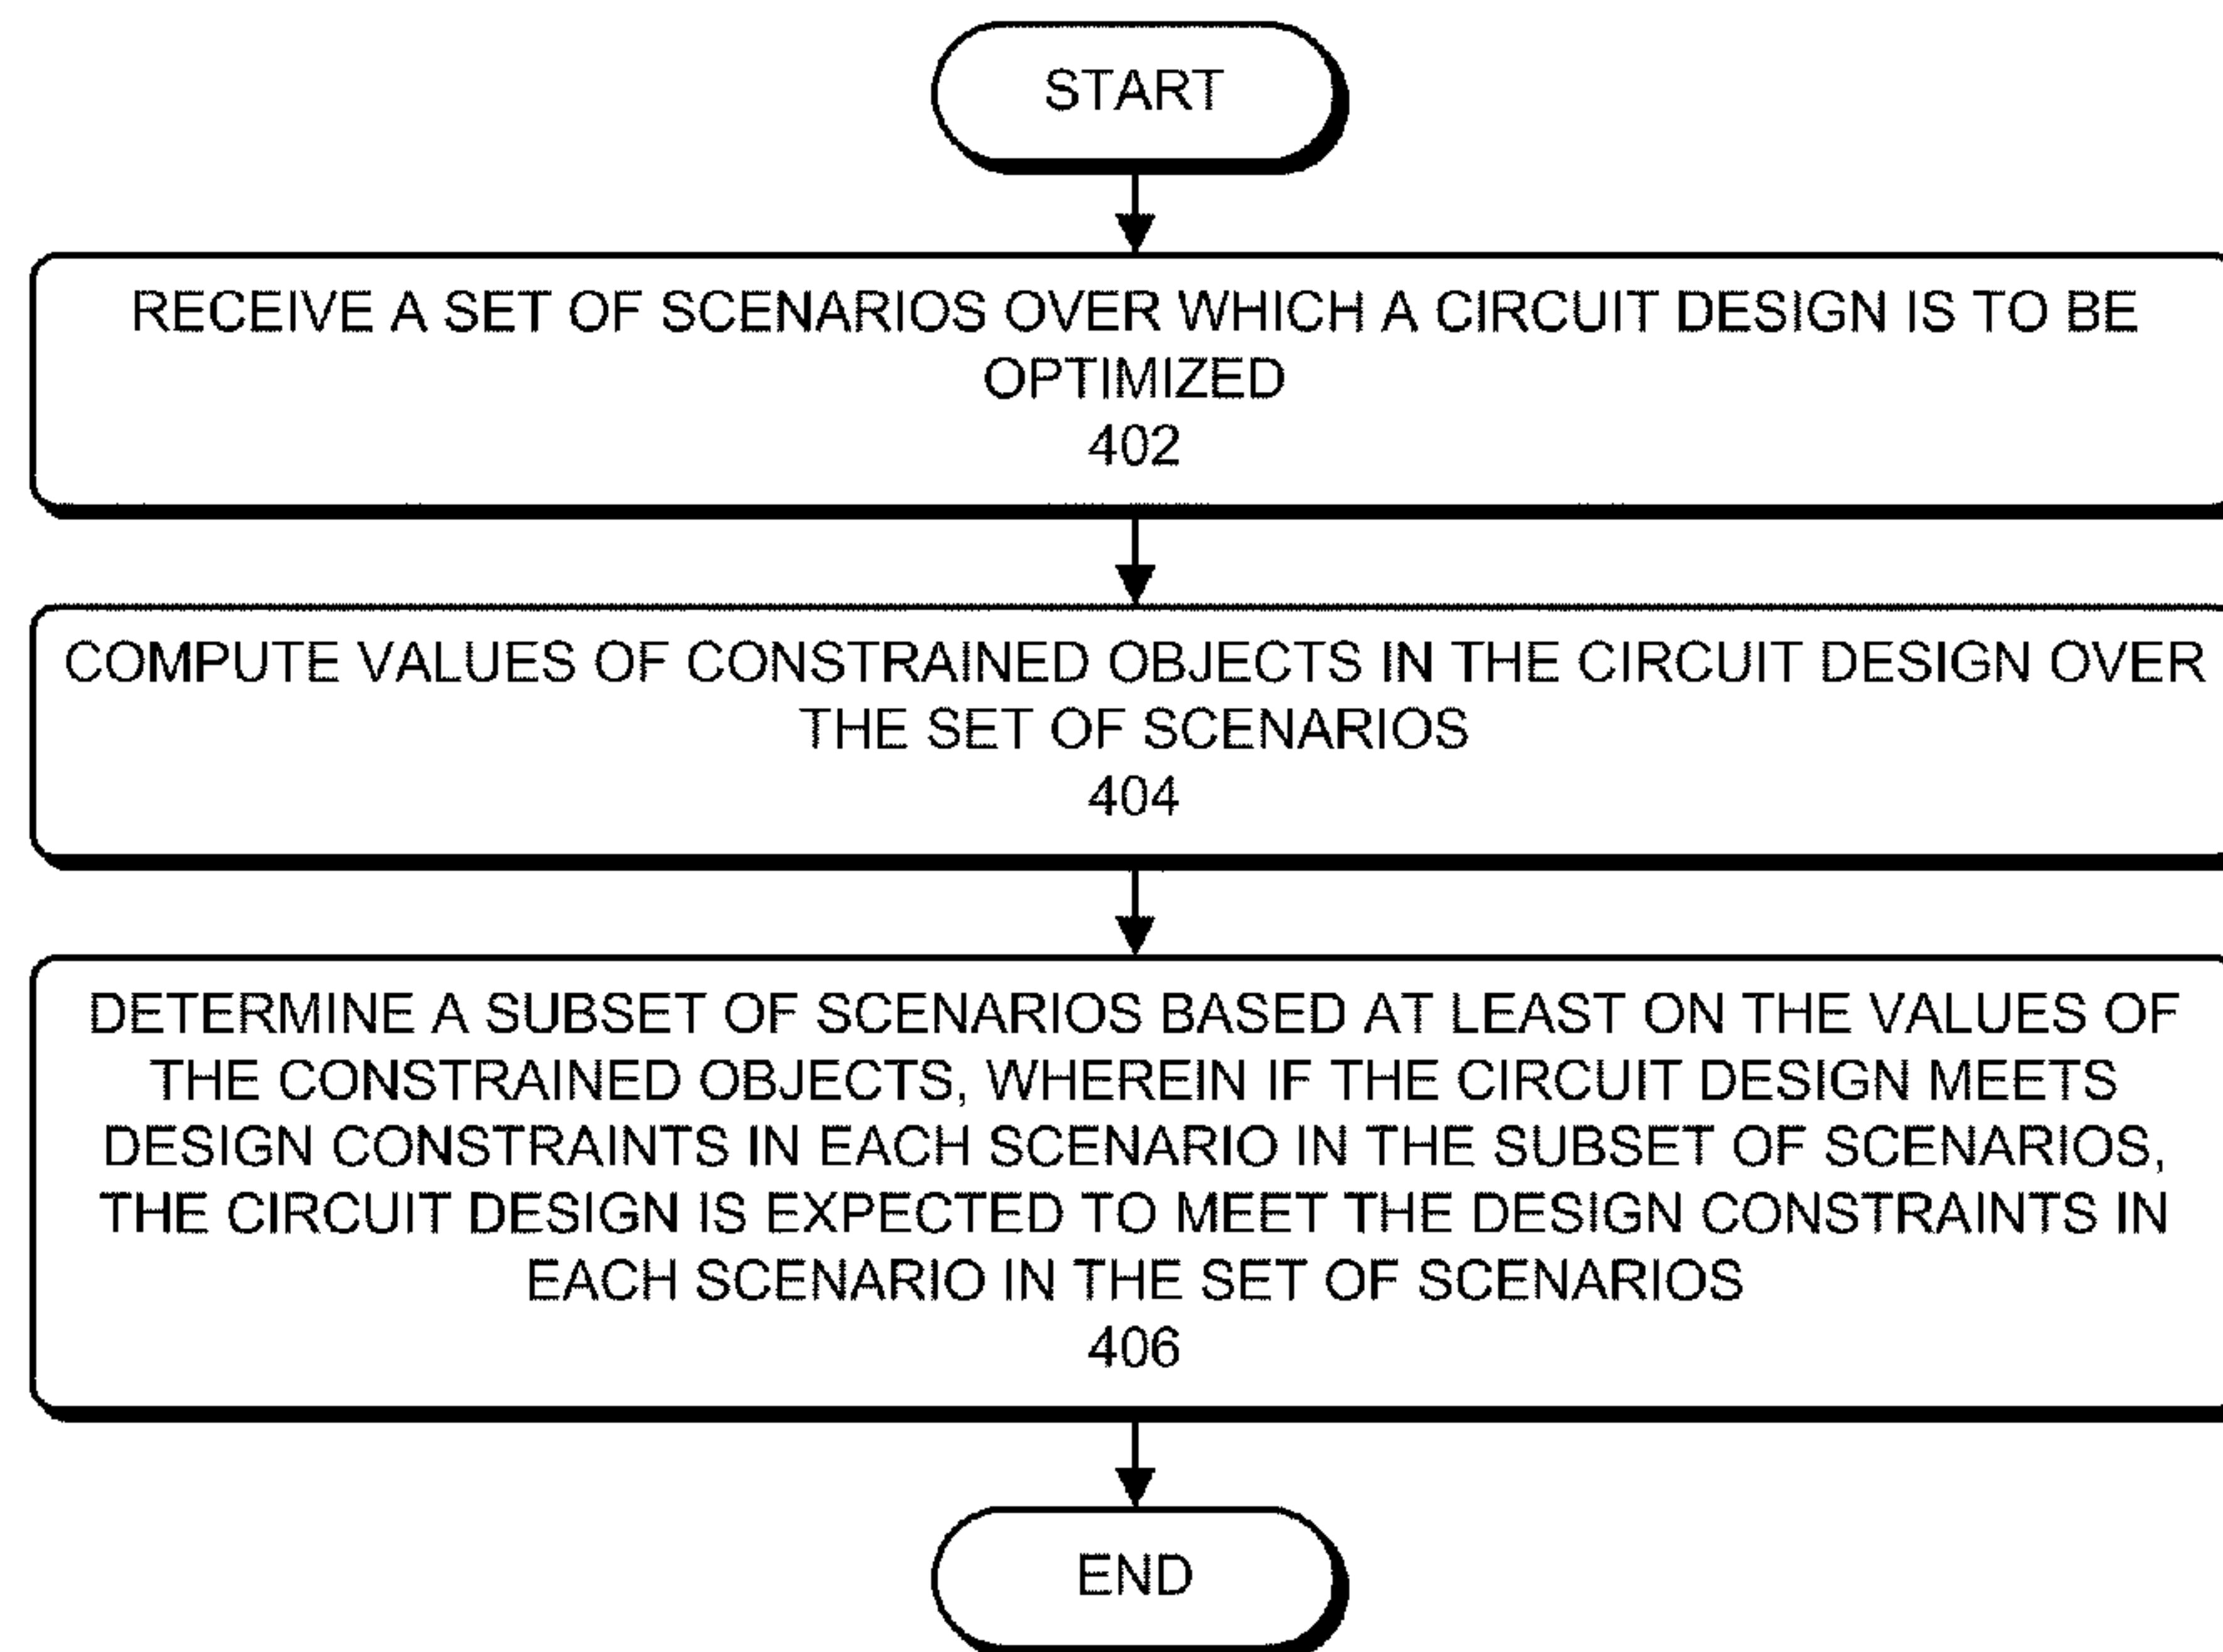 START
RECEIVE A SET OF SCENARIOS OVER WHICH A CIRCUIT DESIGN IS TO BE
OPTIMIZED
402
COMPUTE VALUES OF CONSTRAINED OBJECTS IN THE CIRCUIT DESIGN OVER
THE SET OF SCENARIOS
404
DETERMINE A SUBSET OF SCENARIOS BASED AT LEAST ON THE VALUES OF
THE CONSTRAINED OBJECTS, WHEREIN IF THE CIRCUIT DESIGN MEETS
DESIGN CONSTRAINTS IN EACH SCENARIO IN THE SUBSET OF SCENARIOS,
THE CIRCUIT DESIGN IS EXPECTED TO MEET THE DESIGN CONSTRAINTS IN
EACH SCENARIO IN THE SET OF SCENARIOS
406
END